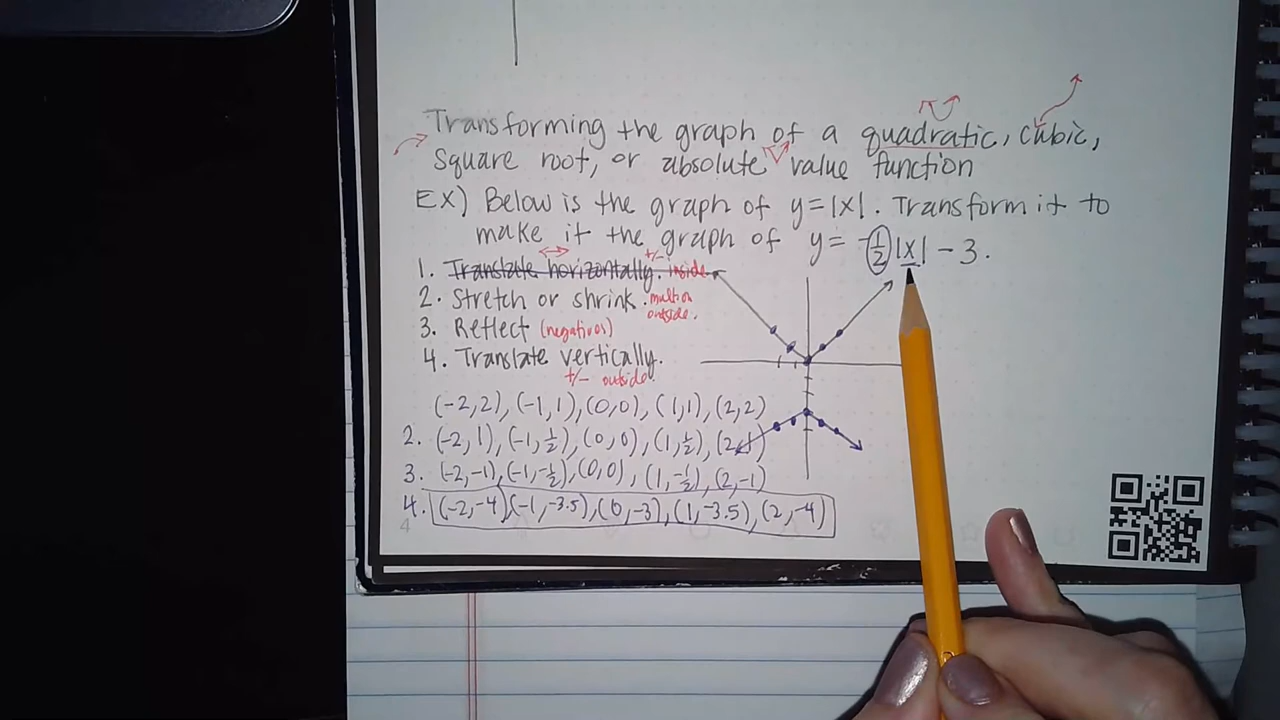 Transforming the graph of a quadratic, cubic,
square root, or absolute value function
EX) Below is the graph of y=|x|. Transform it to
make it the graph of y= -1/2|x| - 3.
1. Translate horizontally. +/- inside
2. Stretch or shrink. mult on outside.
3. Reflect (negatives)
4. Translate vertically.
+/- outside.
(-2,2), (-1,1), (0,0), (1,1), (2,2)
2. (-2,1), (-1,1/2), (0,0), (1,1/2), (2,1)
3. (-2,-1), (-1,-1/2), (0,0), (1,-1/2), (2,-1)
4. (-2,-4), (-1,-3.5), (0,-3), (1,-3.5), (2,-4)
4